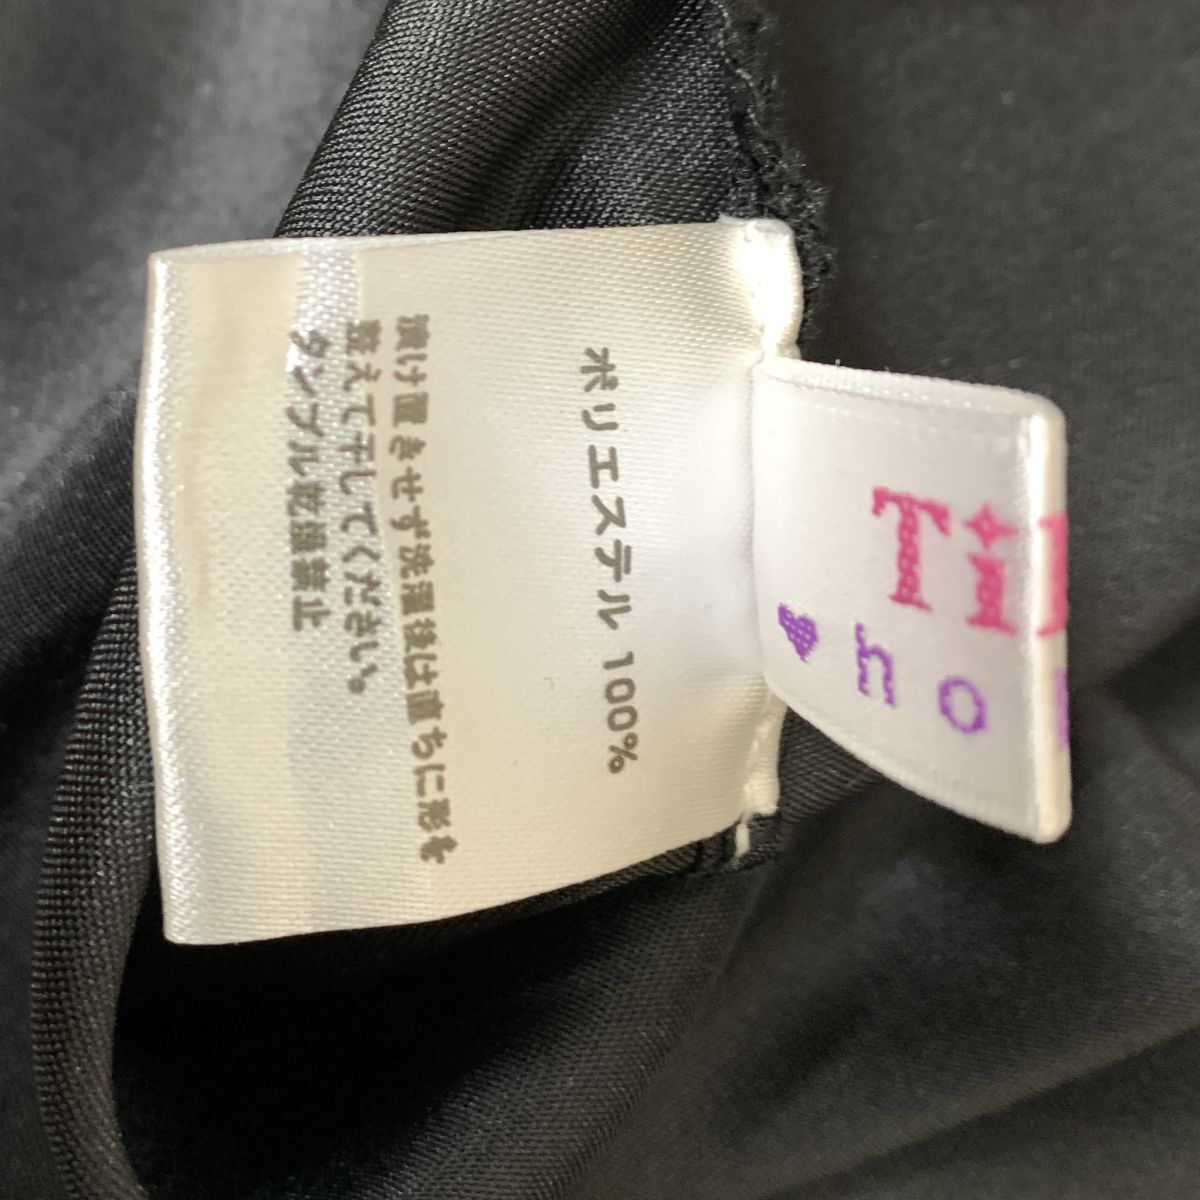 ポリエステル 100%
漬け置きせず洗濯後は直ちに形を
整えて干してください。
タンブル乾燥禁止
Ti
no